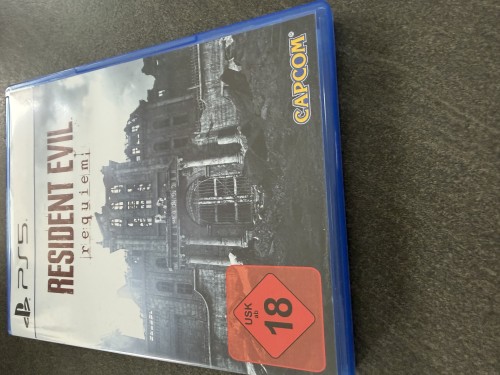 PS5
RESIDENT EVIL
requiem
CAPCOM
USK
ab
18